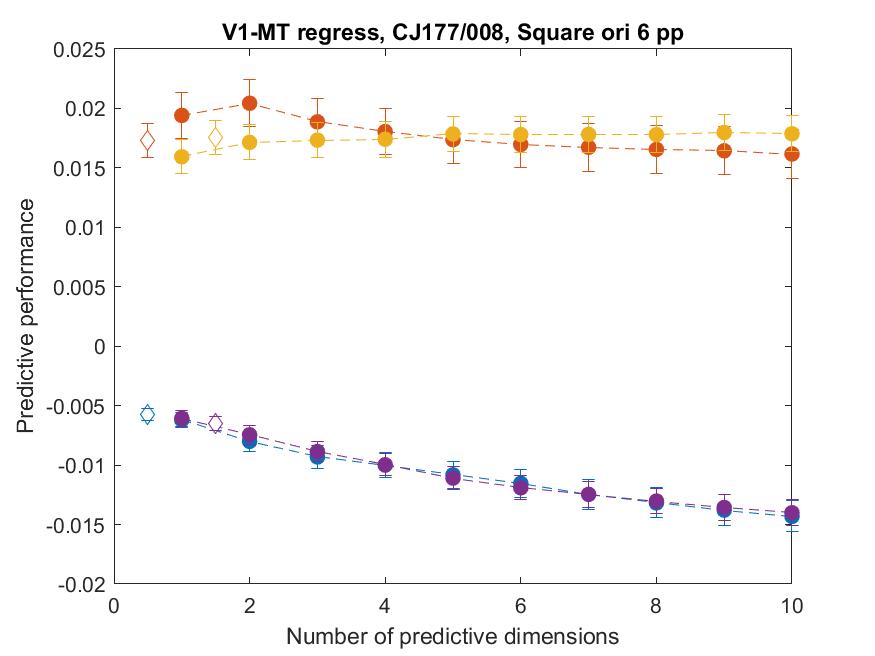 V1-MT regress, CJ177/008, Square ori 6 pp
0.025
0.02
0.015
0.01
0.005
0
-0.005
-0.01
-0.015
-0.02
Predictive performance
0 2 4 6 8 10
Number of predictive dimensions